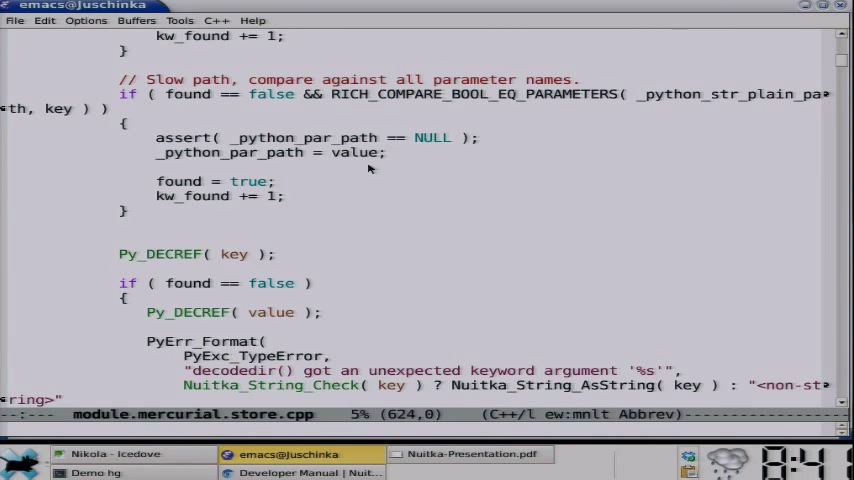 emacs@Juschinka
File Edit Options Buffers Tools C++ Help
kw_found += 1;
}
// Slow path, compare against all parameter names.
if ( found == false && RICH_COMPARE_BOOL_EQ_PARAMETERS( _python_str_plain_pa
th, key ) )
{
assert( _python_par_path == NULL );
_python_par_path = value;
found = true;
kw_found += 1;
}
Py_DECREF( key );
if ( found == false )
{
Py_DECREF( value );
PyErr_Format(
PyExc_TypeError,
"decodedir() got an unexpected keyword argument '%s'",
Nuitka_String_Check( key ) ? Nuitka_String_AsString( key ) : "<non-st
ring>"
--:--- module.mercurial.store.cpp 5% (624,0) (C++/l ew:mnlt Abbrev)
Nikola - Icedove
emacs@Juschinka
Nuitka-Presentation.pdf
Demo hg
Developer Manual | Nuit...
8:41